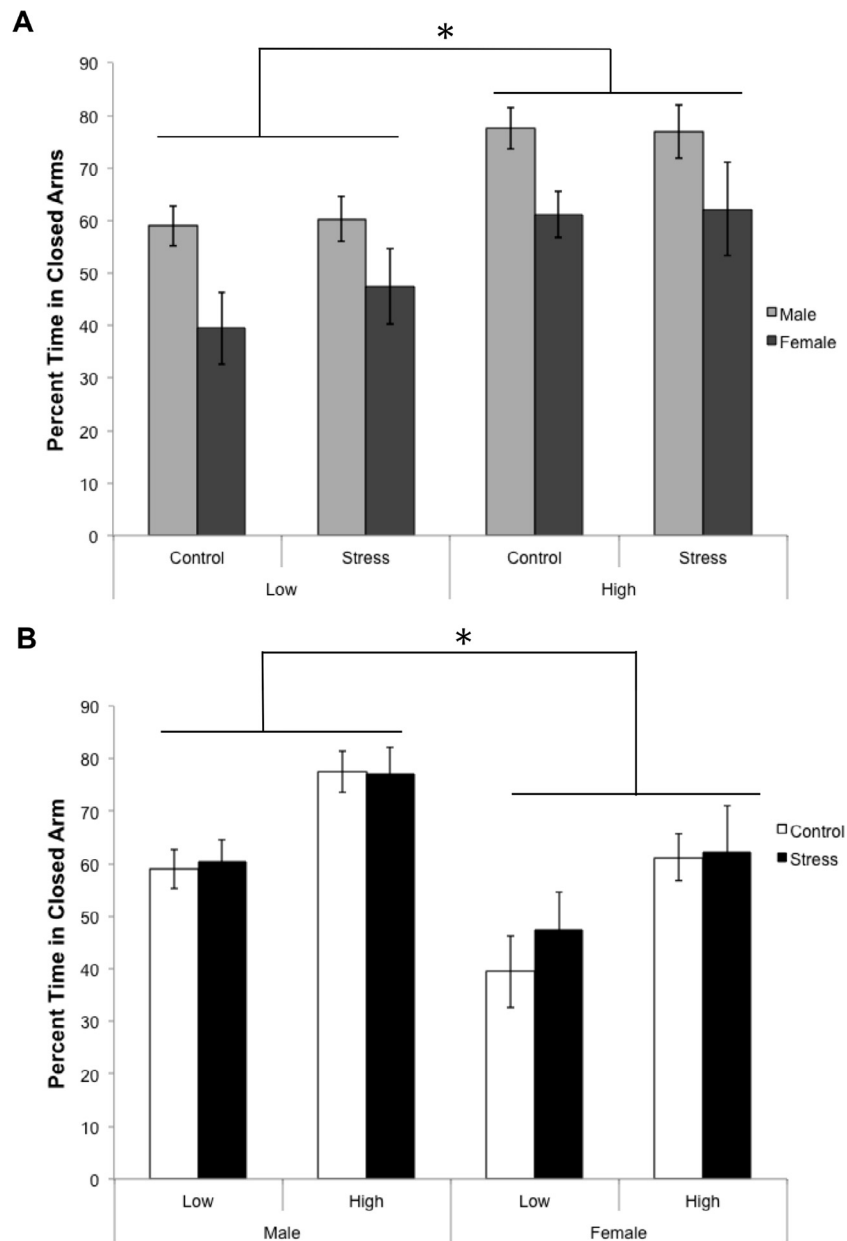 A
*
Percent Time in Closed Arms
90
80
70
60
50
40
30
20
10
0
Male
Female
Control Stress Control Stress
Low High
B
*
Percent Time in Closed Arm
90
80
70
60
50
40
30
20
10
0
Control
Stress
Low High Low High
Male Female